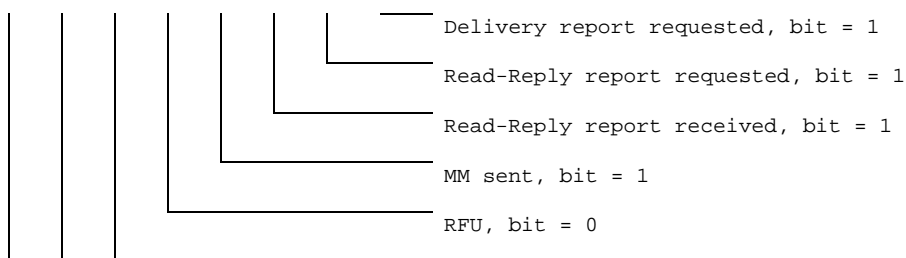 Delivery report requested, bit = 1
Read-Reply report requested, bit = 1
Read-Reply report received, bit = 1
MM sent, bit = 1
RFU, bit = 0